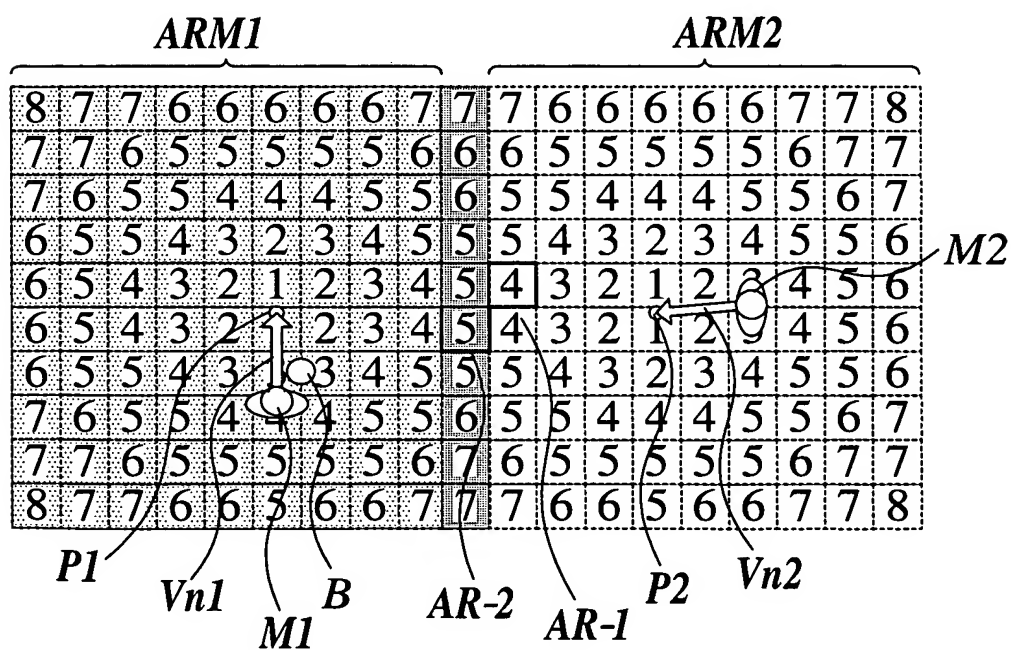 ARM1 ARM2
8 7 7 6 6 6 6 6 7 7 7 6 6 6 6 6 7 7 8
7 7 6 5 5 5 5 5 6 6 6 5 5 5 5 5 6 7 7
7 6 5 5 4 4 4 5 5 6 5 5 4 4 4 5 5 6 7
6 5 5 4 3 2 3 4 5 5 5 4 3 2 3 4 5 5 6
M2
6 5 4 3 2 1 2 3 4 5 4 3 2 1 2 3 4 5 6
6 5 4 3 2 2 3 4 5 4 3 2 1 2 4 5 6
6 5 5 4 3 3 4 5 5 5 4 3 2 3 4 5 5 6
7 6 5 5 4 4 4 5 5 6 5 5 4 4 4 5 5 6 7
7 7 6 5 5 5 5 5 6 7 6 5 5 5 5 5 6 7 7
8 7 7 6 6 5 6 6 7 7 7 6 6 5 6 6 7 7 8
P1 Vn1 M1 B AR-2 AR-1 P2 Vn2